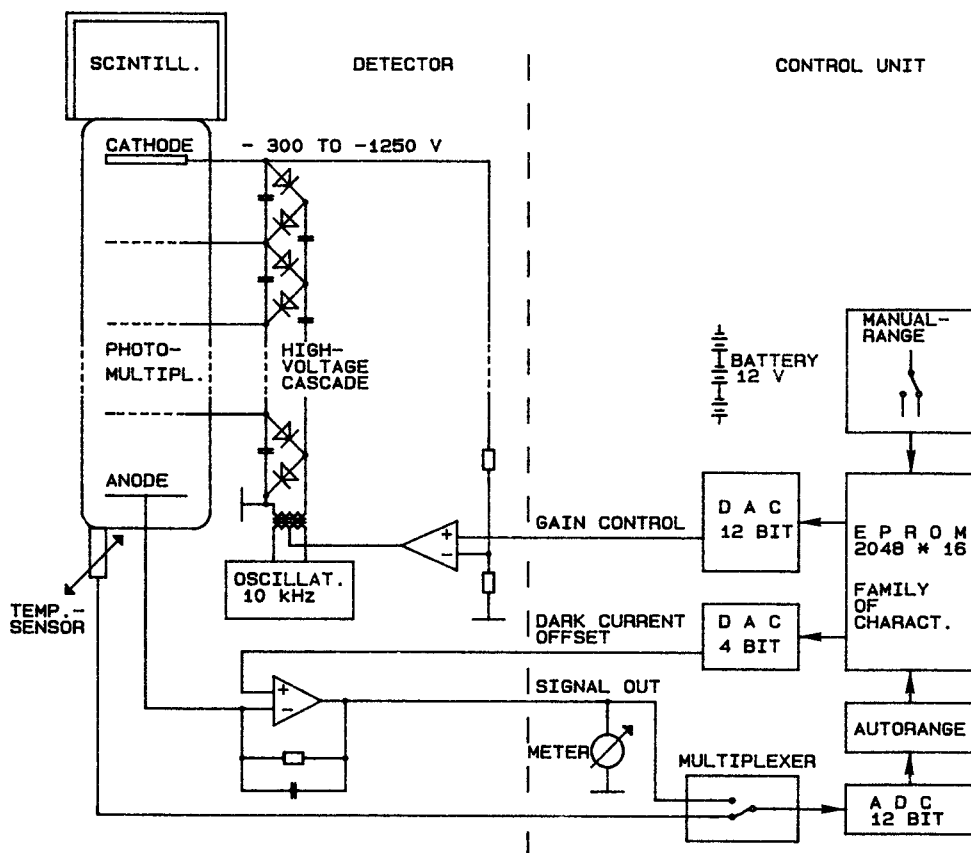 SCINTILL.
DETECTOR
CONTROL UNIT
CATHODE
- 300 TO -1250 V
PHOTO-
MULTIPL.
HIGH-
VOLTAGE
CASCADE
BATTERY
12 V
MANUAL-
RANGE
ANODE
GAIN CONTROL
D A C
12 BIT
E P R O M
2048 * 16
FAMILY
OF
CHARACT.
+
-
OSCILLAT.
10 kHz
TEMP.-
SENSOR
DARK CURRENT
OFFSET
D A C
4 BIT
+
-
SIGNAL OUT
METER
AUTORANGE
MULTIPLEXER
A D C
12 BIT